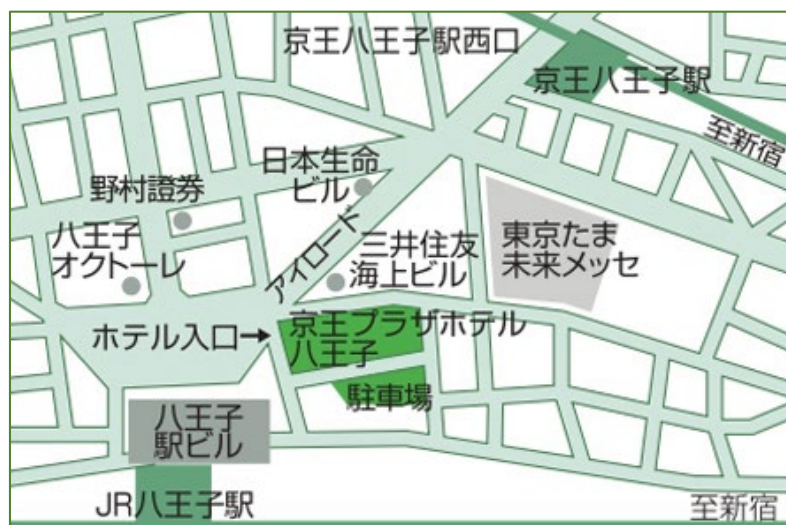 京王八王子駅西口
京王八王子駅
至新宿
日本生命
ビル
野村證券
アイロード
八王子
オクトーレ
三井住友
海上ビル
東京たま
未来メッセ
ホテル入口→
京王プラザホテル
八王子
駐車場
八王子
駅ビル
JR八王子駅
至新宿